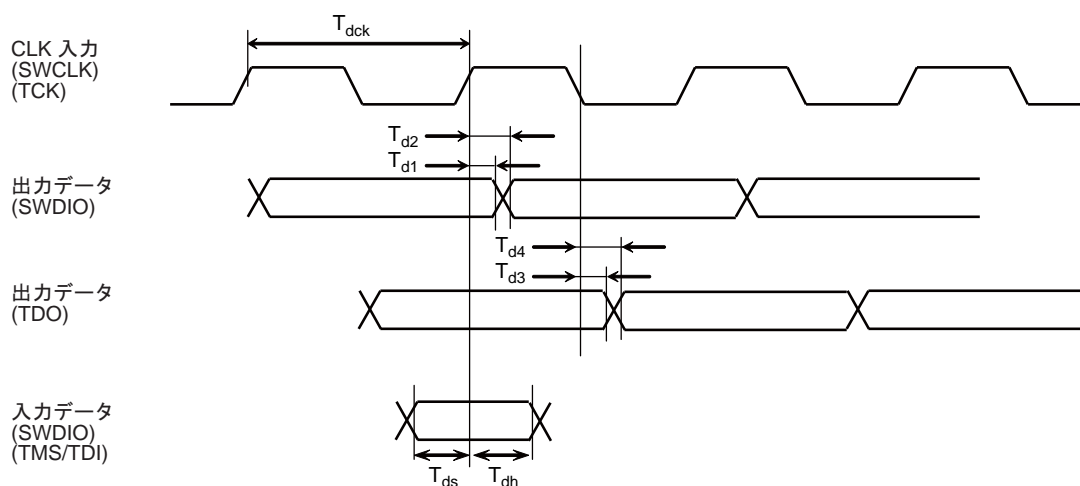 T_dck
CLK 入力
(SWCLK)
(TCK)
T_d2
T_d1
出力データ
(SWDIO)
T_d4
T_d3
出力データ
(TDO)
入力データ
(SWDIO)
(TMS/TDI)
T_ds T_dh